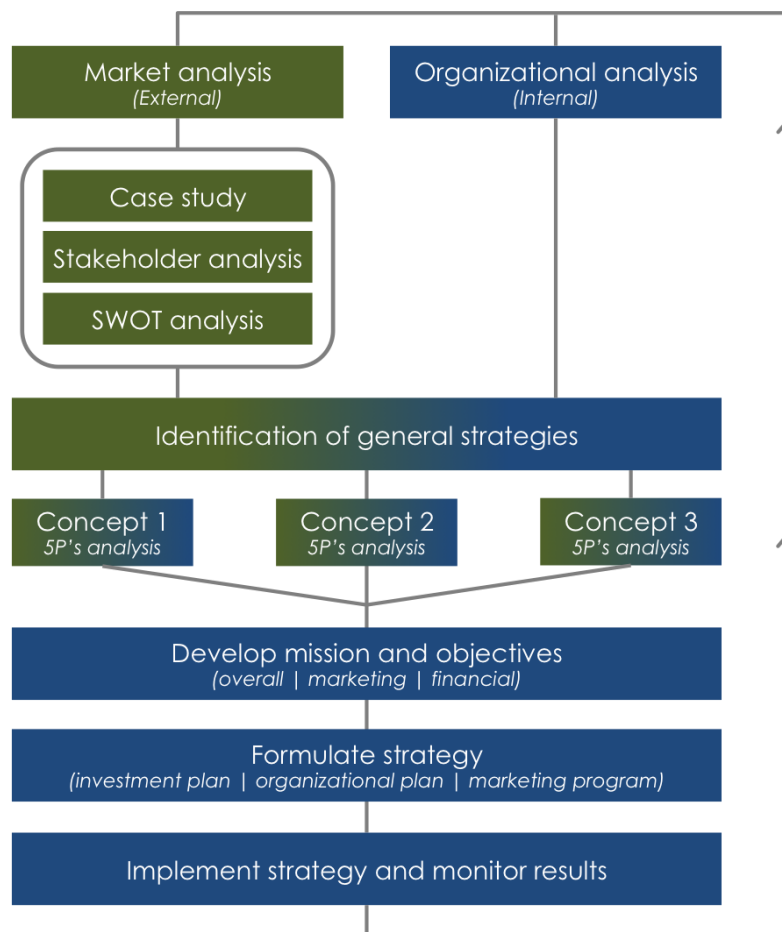 Market analysis
(External)
Organizational analysis
(Internal)
Case study
Stakeholder analysis
SWOT analysis
Identification of general strategies
Concept 1
5P's analysis
Concept 2
5P's analysis
Concept 3
5P's analysis
Develop mission and objectives
(overall | marketing | financial)
Formulate strategy
(investment plan | organizational plan | marketing program)
Implement strategy and monitor results